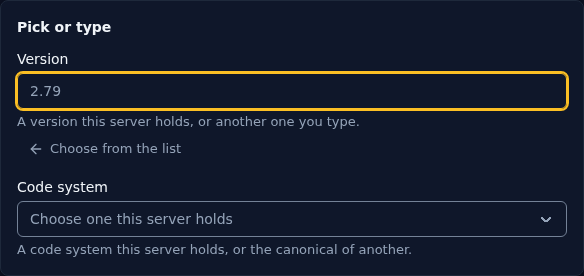 Pick or type
Version
2.79
A version this server holds, or another one you type.
← Choose from the list
Code system
Choose one this server holds
A code system this server holds, or the canonical of another.